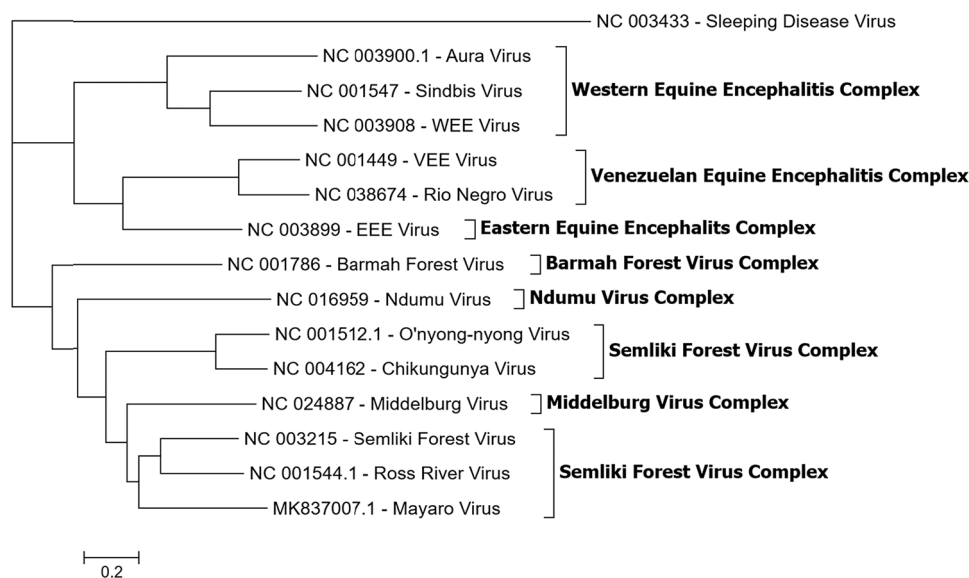 NC 003433 - Sleeping Disease Virus
NC 003900.1 - Aura Virus
NC 001547 - Sindbis Virus
Western Equine Encephalitis Complex
NC 003908 - WEE Virus
NC 001449 - VEE Virus
Venezuelan Equine Encephalitis Complex
NC 038674 - Rio Negro Virus
NC 003899 - EEE Virus
Eastern Equine Encephalits Complex
NC 001786 - Barmah Forest Virus
Barmah Forest Virus Complex
NC 016959 - Ndumu Virus
Ndumu Virus Complex
NC 001512.1 - O'nyong-nyong Virus
Semliki Forest Virus Complex
NC 004162 - Chikungunya Virus
NC 024887 - Middelburg Virus
Middelburg Virus Complex
NC 003215 - Semliki Forest Virus
NC 001544.1 - Ross River Virus
Semliki Forest Virus Complex
MK837007.1 - Mayaro Virus
0.2